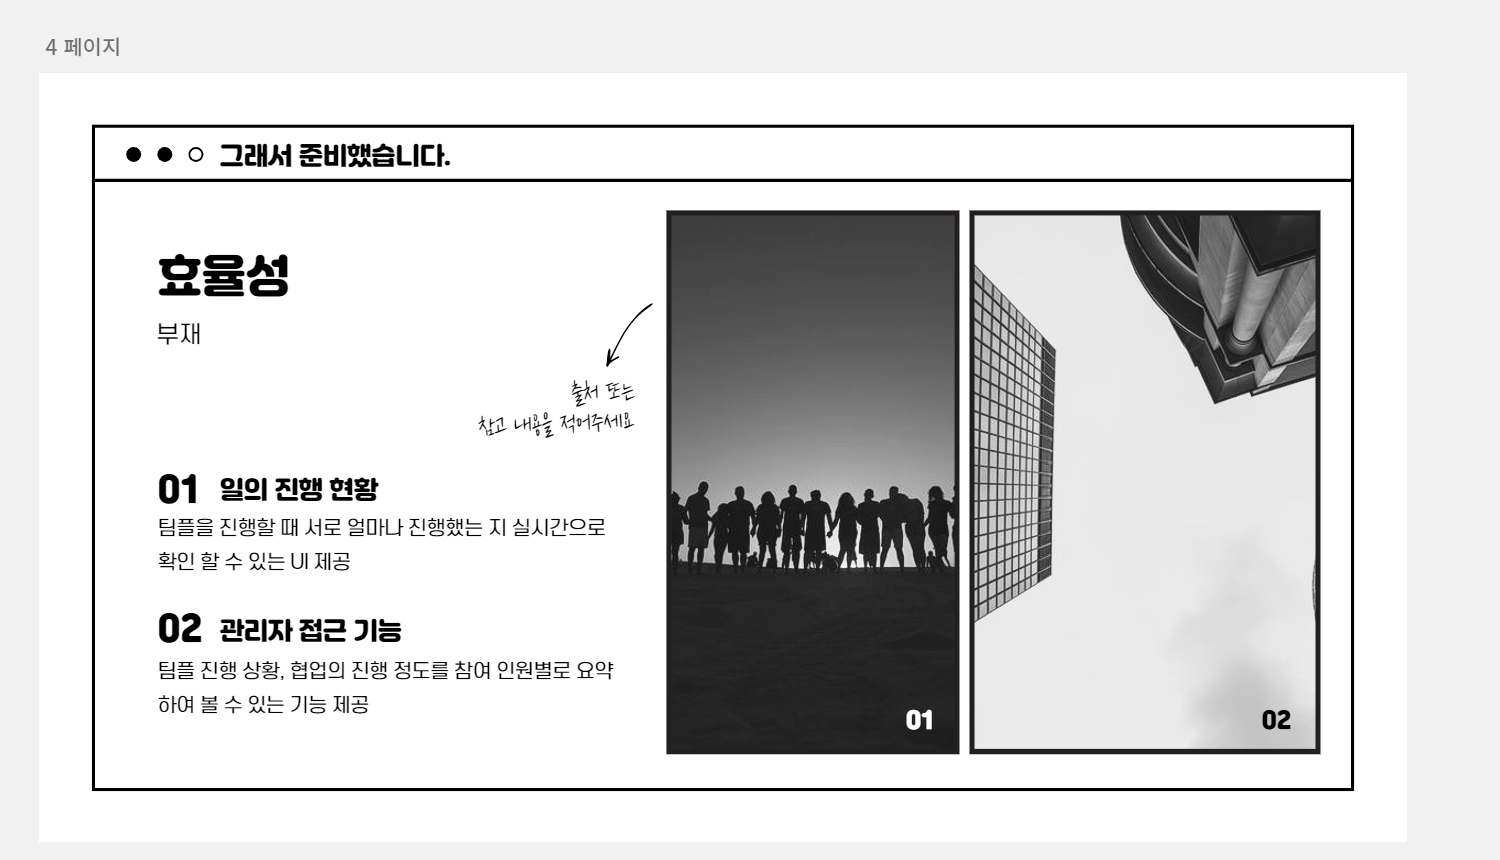 4 페이지
그래서 준비했습니다.
효율성
부재
출처 또는
참고 내용을 적어주세요
01 일의 진행 현황
팀플을 진행할 때 서로 얼마나 진행했는 지 실시간으로
확인 할 수 있는 UI 제공
02 관리자 접근 기능
팀플 진행 상황, 협업의 진행 정도를 참여 인원별로 요약
하여 볼 수 있는 기능 제공
01
02